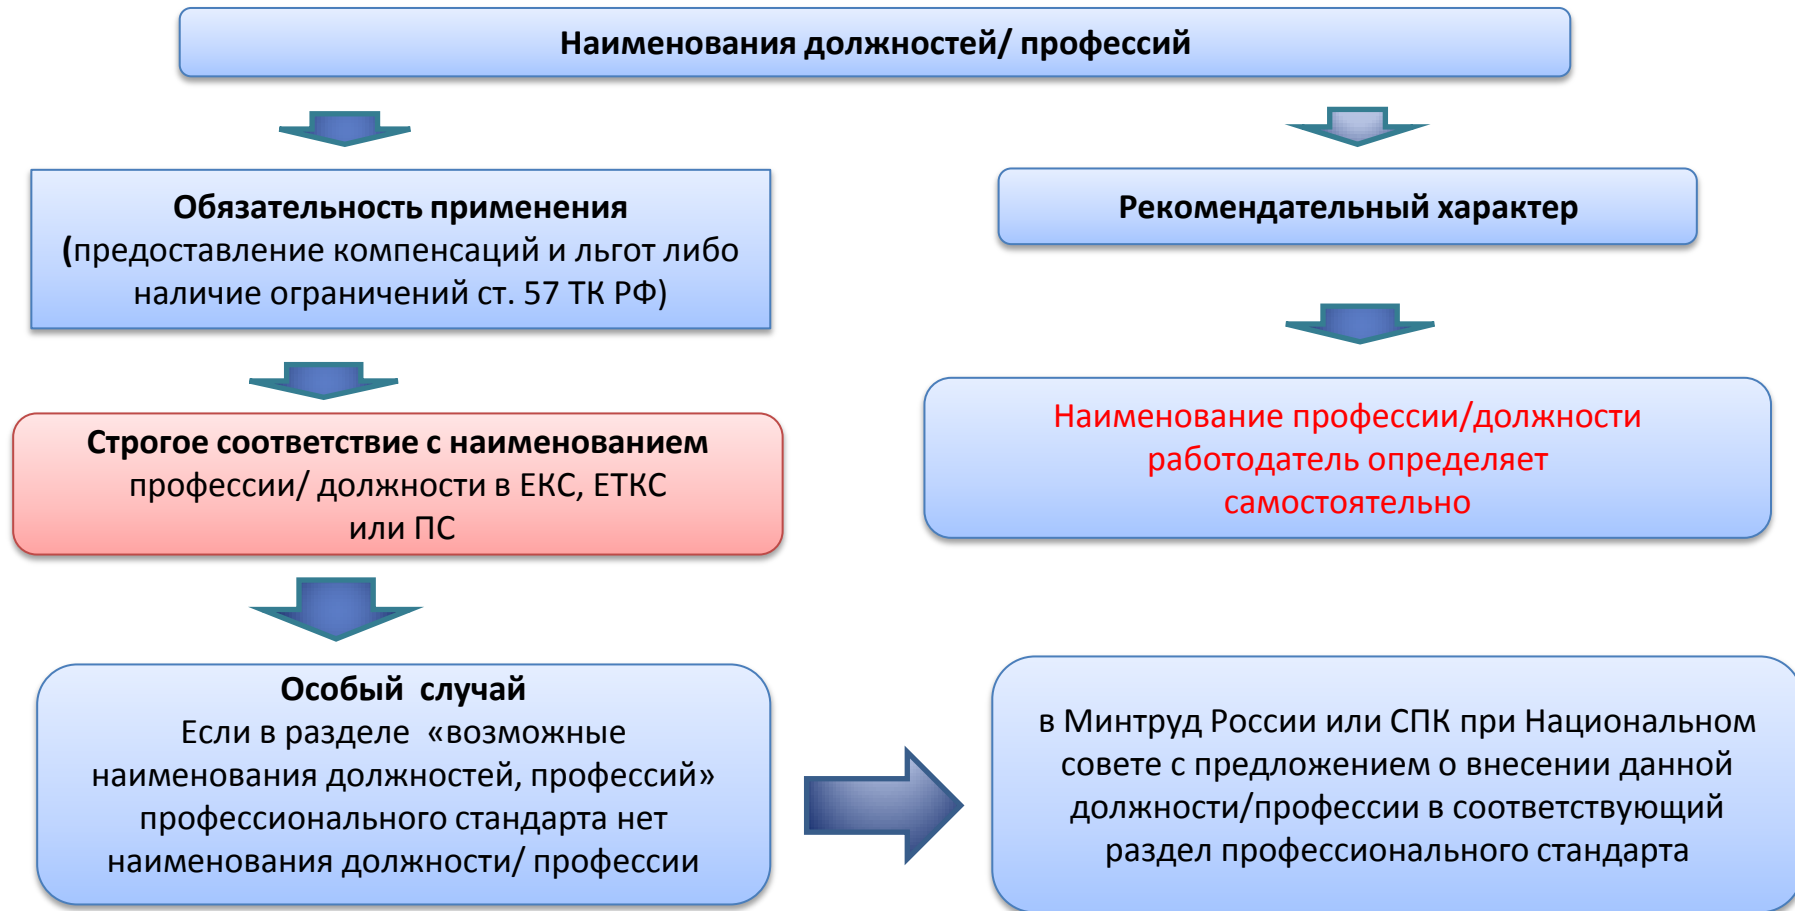 Наименования должностей/ профессий
Обязательность применения
(предоставление компенсаций и льгот либо
наличие ограничений ст. 57 ТК РФ)
Рекомендательный характер
Строгое соответствие с наименованием
профессии/ должности в ЕКС, ЕТКС
или ПС
Наименование профессии/должности
работодатель определяет
самостоятельно
Особый случай
Если в разделе «возможные
наименования должностей, профессий»
профессионального стандарта нет
наименования должности/ профессии
в Минтруд России или СПК при Национальном
совете с предложением о внесении данной
должности/профессии в соответствующий
раздел профессионального стандарта